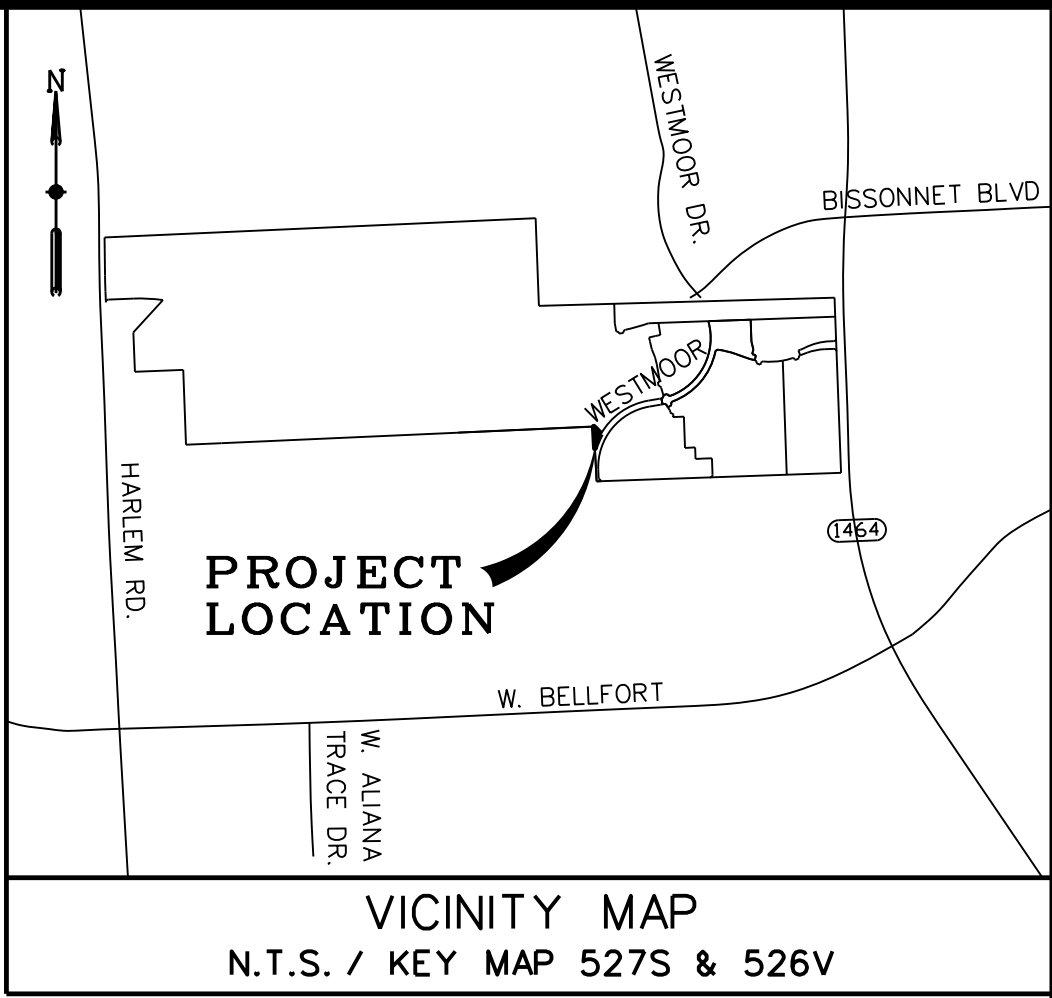 N
WESTMOOR DR.
BISSONNET BLVD
WESTMOOR
HARLEM RD.
1464
PROJECT
LOCATION
W. BELLFORT
W. ALIANA
TRACE DR.
VICINITY MAP
N.T.S. / KEY MAP 527S & 526V